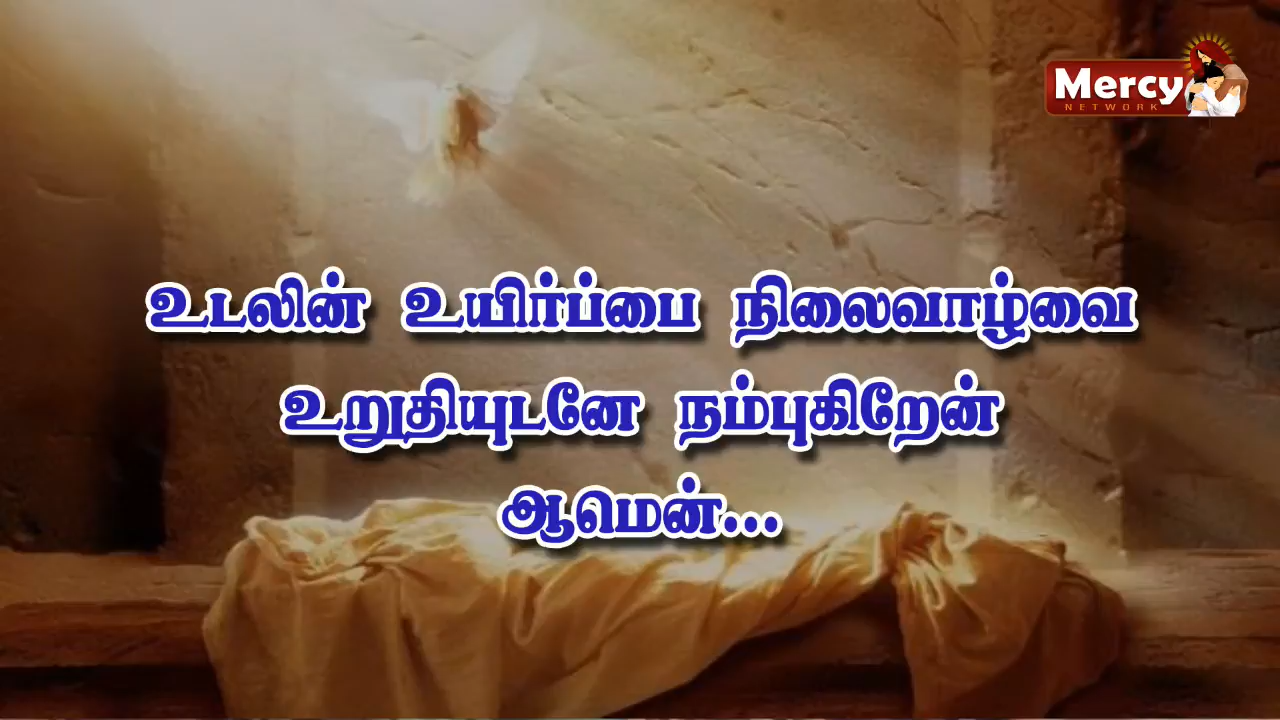 Mercy
NETWORK
உடலின் உயிர்ப்பை நிலைவாழ்வை
உறுதியுடனே நம்புகிறேன்
ஆமென்...